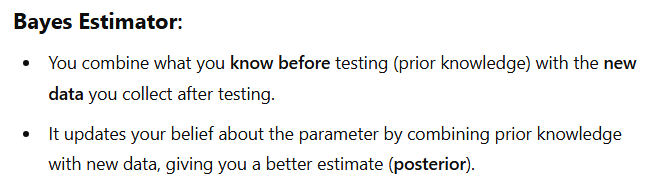 Bayes Estimator:
• You combine what you know before testing (prior knowledge) with the new
data you collect after testing.
• It updates your belief about the parameter by combining prior knowledge
with new data, giving you a better estimate (posterior).